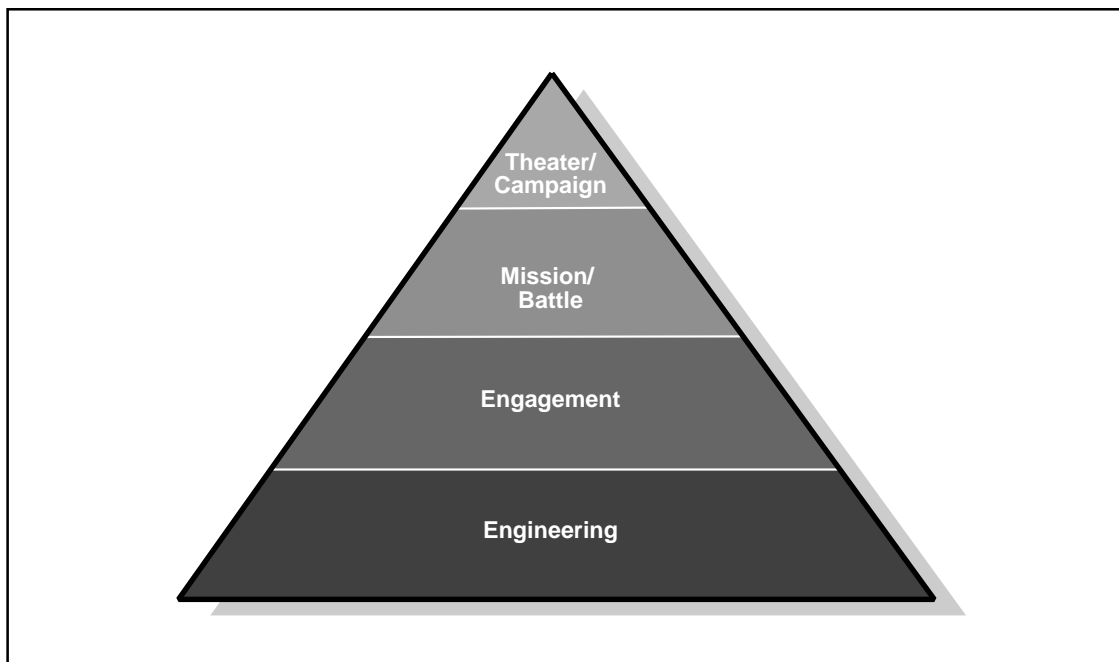 Theater/
Campaign
Mission/
Battle
Engagement
Engineering